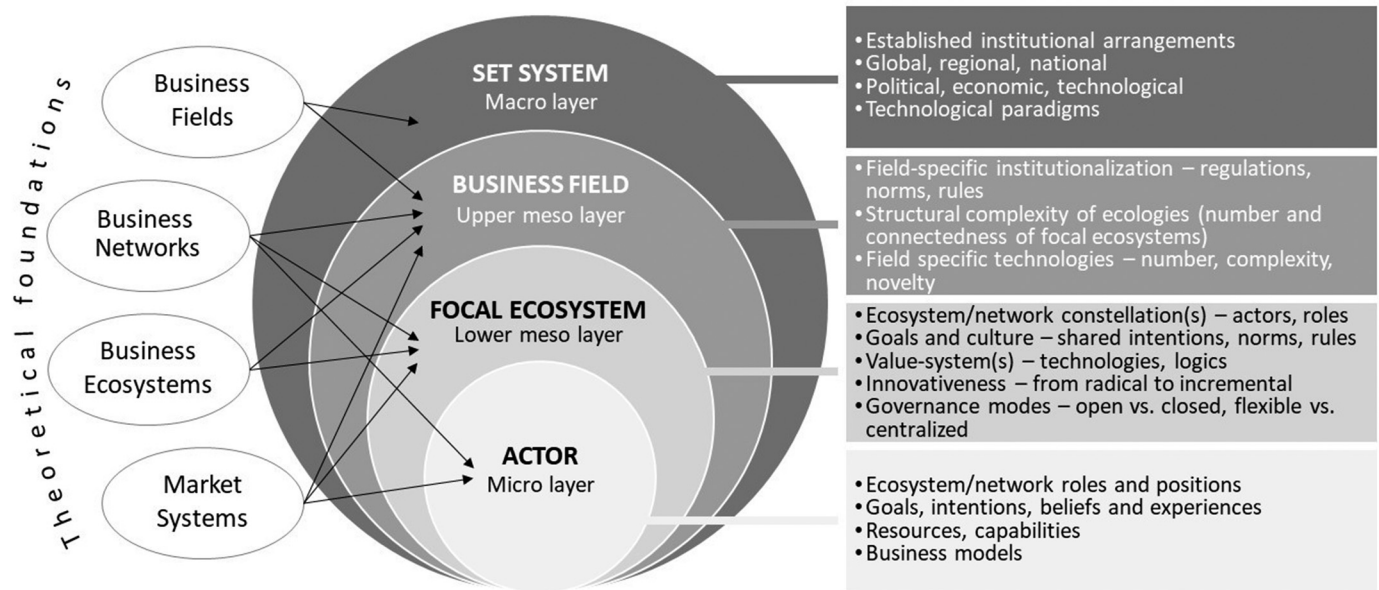 Theoretical foundations
Business
Fields
Business
Networks
Business
Ecosystems
Market
Systems
SET SYSTEM
Macro layer
BUSINESS FIELD
Upper meso layer
FOCAL ECOSYSTEM
Lower meso layer
ACTOR
Micro layer
•Established institutional arrangements
•Global, regional, national
•Political, economic, technological
•Technological paradigms
•Field-specific institutionalization – regulations,
norms, rules
•Structural complexity of ecologies (number and
connectedness of focal ecosystems)
•Field specific technologies – number, complexity,
novelty
•Ecosystem/network constellation(s) – actors, roles
•Goals and culture – shared intentions, norms, rules
•Value-system(s) – technologies, logics
•Innovativeness – from radical to incremental
•Governance modes – open vs. closed, flexible vs.
centralized
•Ecosystem/network roles and positions
•Goals, intentions, beliefs and experiences
•Resources, capabilities
•Business models